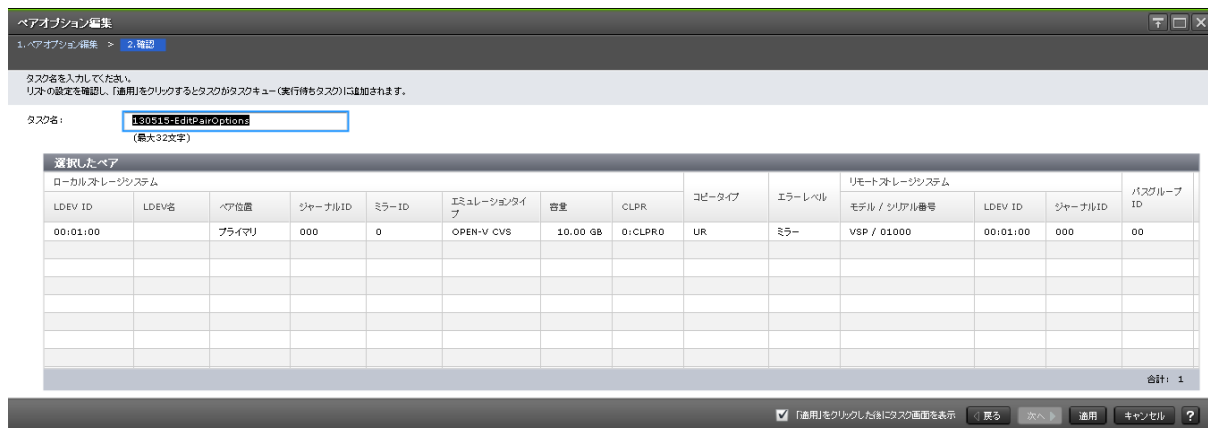 ペアオプション編集
1.ペアオプション編集 > 2.確認
タスク名を入力してください。
リストの設定を確認し、「適用」をクリックするとタスクがタスクキュー(実行待ちタスク)に追加されます。
タスク名: 130515-EditPairOptions
(最大32文字)
選択したペア
ローカルストレージシステム コピータイプ エラーレベル リモートストレージシステム パスグループID
LDEV ID LDEV名 ペア位置 ジャーナルID ミラーID エミュレーションタイプ 容量 CLPR モデル / シリアル番号 LDEV ID ジャーナルID
00:01:00 プライマリ 000 0 OPEN-V CVS 10.00 GB 0:CLPR0 UR ミラー VSP / 01000 00:01:00 000 00
合計: 1
「適用」をクリックした後にタスク画面を表示 戻る 次へ 適用 キャンセル ?